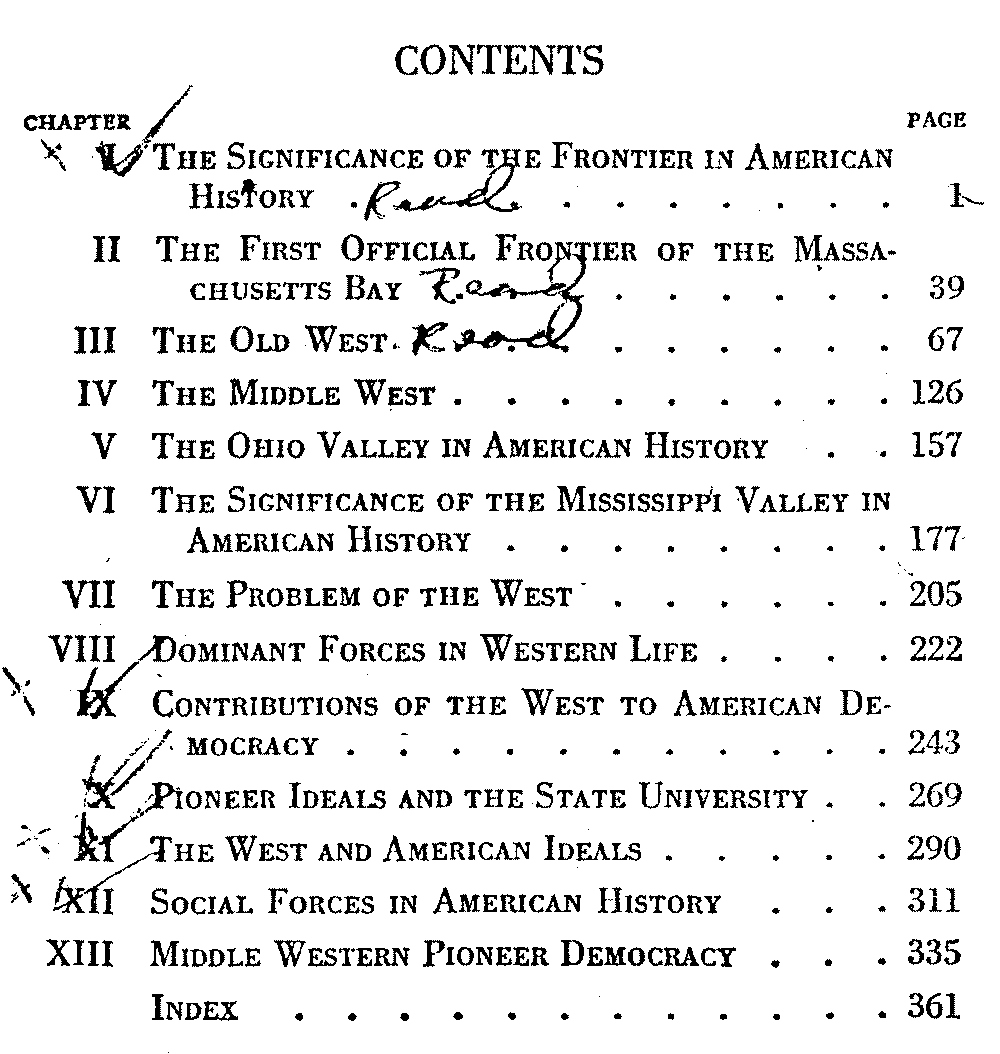 CONTENTS
CHAPTER PAGE
I THE SIGNIFICANCE OF THE FRONTIER IN AMERICAN
HISTORY . Read . . . . . . . 1
II THE FIRST OFFICIAL FRONTIER OF THE MASSA-
CHUSETTS BAY Read . . . . . . 39
III THE OLD WEST . Read . . . . . . 67
IV THE MIDDLE WEST . . . . . . . . . 126
V THE OHIO VALLEY IN AMERICAN HISTORY . . 157
VI THE SIGNIFICANCE OF THE MISSISSIPPI VALLEY IN
AMERICAN HISTORY . . . . . . . . 177
VII THE PROBLEM OF THE WEST . . . . . . 205
VIII DOMINANT FORCES IN WESTERN LIFE . . . . 222
X IX CONTRIBUTIONS OF THE WEST TO AMERICAN DE-
MOCRACY . . . . . . . . . . . 243
X PIONEER IDEALS AND THE STATE UNIVERSITY . . 269
XI THE WEST AND AMERICAN IDEALS . . . . . 290
X XII SOCIAL FORCES IN AMERICAN HISTORY . . . 311
XIII MIDDLE WESTERN PIONEER DEMOCRACY . . . 335
INDEX . . . . . . . . . . . . 361